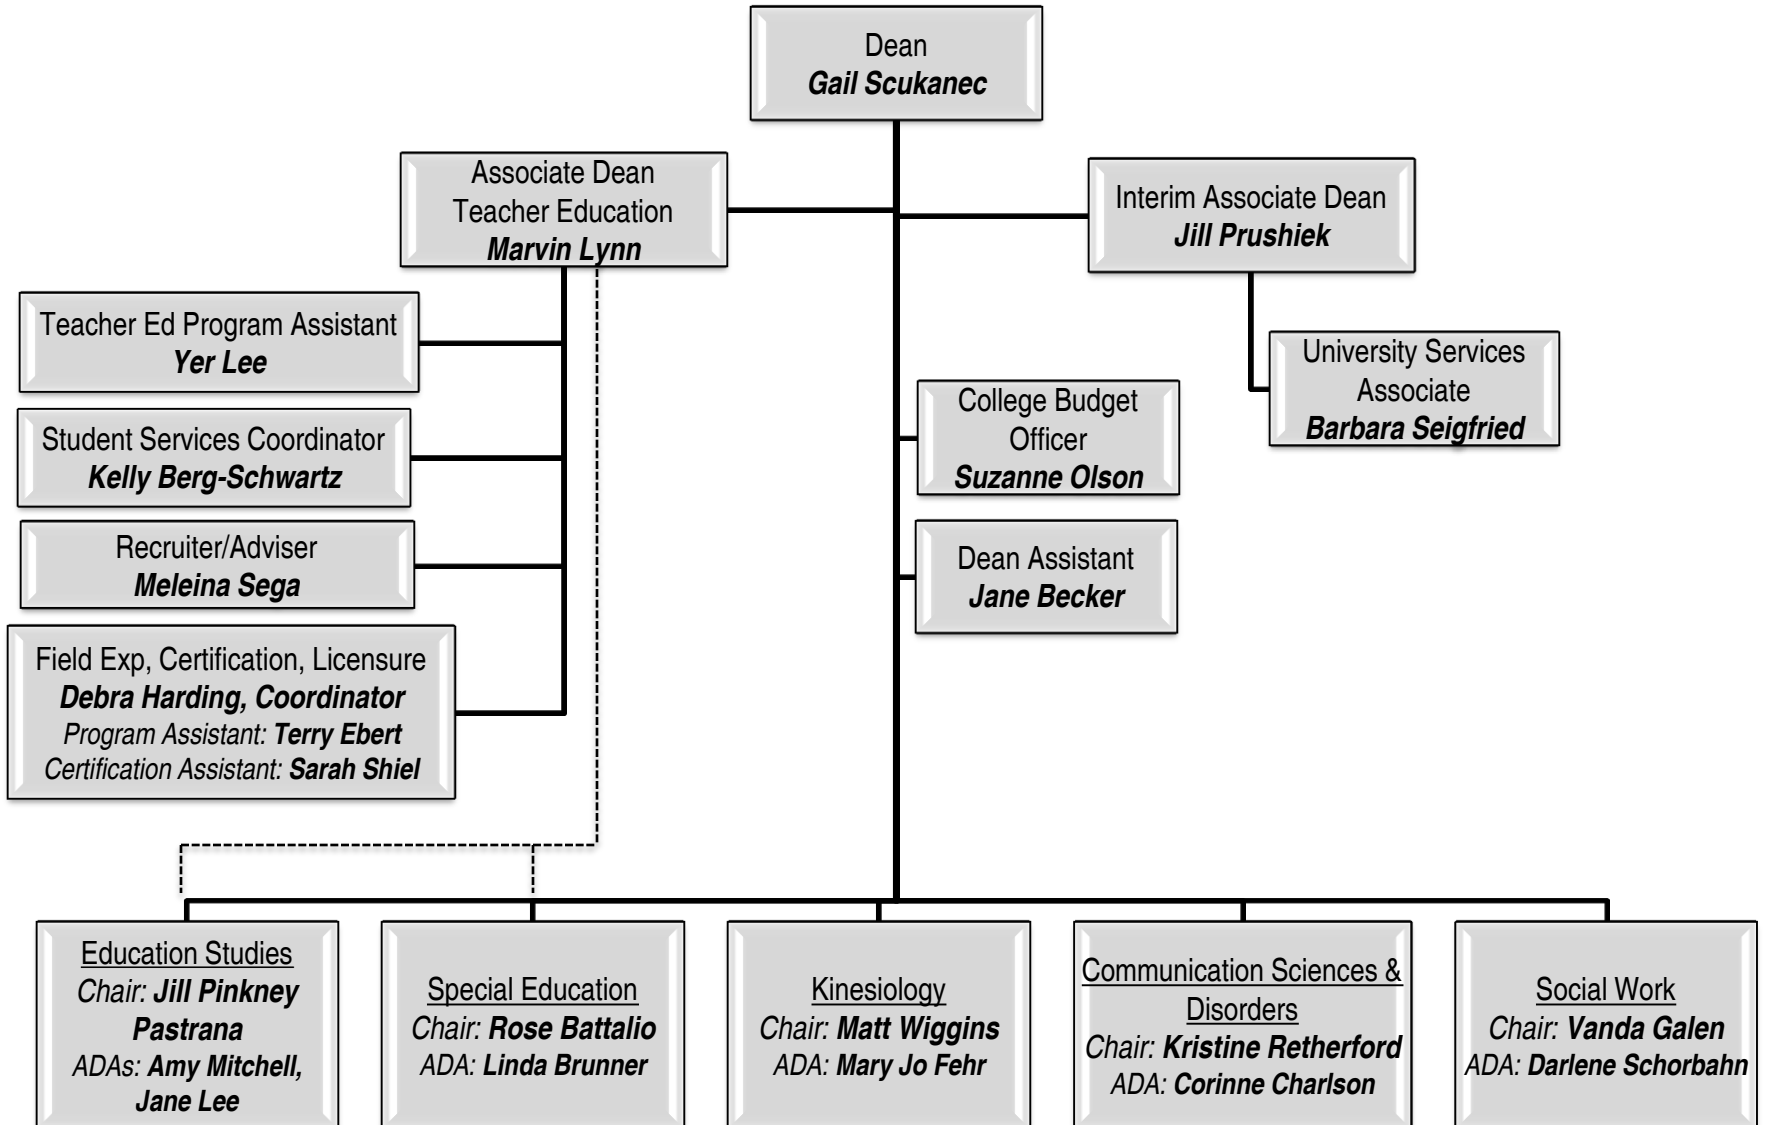 Dean
Gail Scukanec
Associate Dean
Teacher Education
Marvin Lynn
Interim Associate Dean
Jill Prushiek
Teacher Ed Program Assistant
Yer Lee
University Services
Associate
Barbara Seigfried
College Budget
Officer
Suzanne Olson
Student Services Coordinator
Kelly Berg-Schwartz
Recruiter/Adviser
Meleina Sega
Dean Assistant
Jane Becker
Field Exp, Certification, Licensure
Debra Harding, Coordinator
Program Assistant: Terry Ebert
Certification Assistant: Sarah Shiel
Education Studies
Chair: Jill Pinkney
Pastrana
ADAs: Amy Mitchell,
Jane Lee
Special Education
Chair: Rose Battalio
ADA: Linda Brunner
Kinesiology
Chair: Matt Wiggins
ADA: Mary Jo Fehr
Communication Sciences &
Disorders
Chair: Kristine Retherford
ADA: Corinne Charlson
Social Work
Chair: Vanda Galen
ADA: Darlene Schorbahn